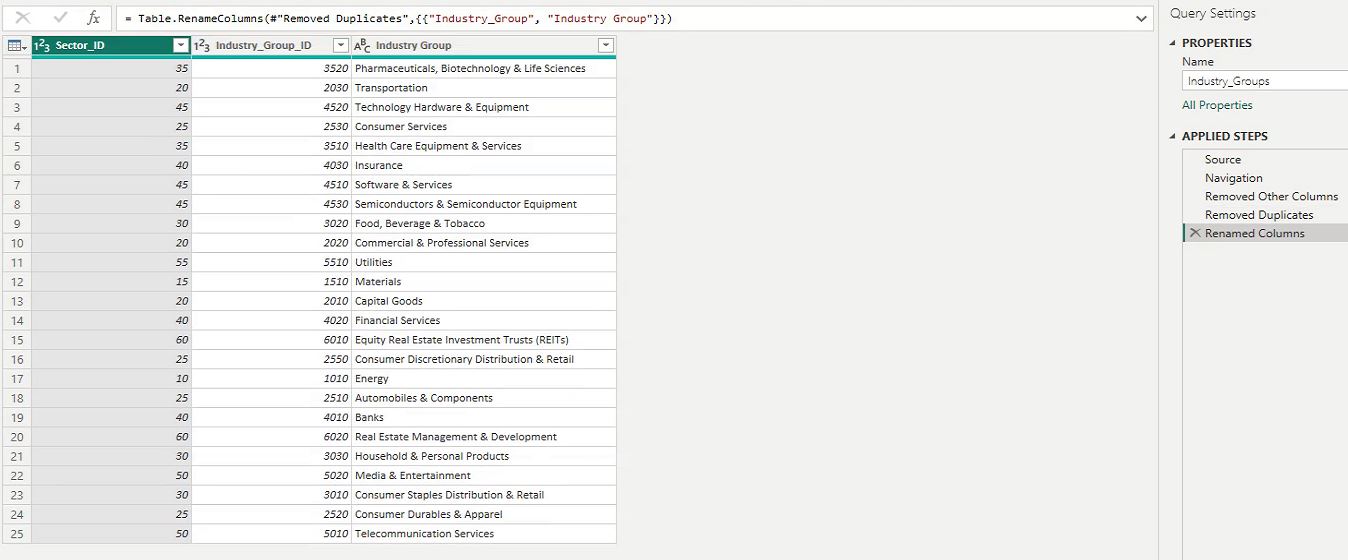 = Table.RenameColumns(#"Removed Duplicates",{{"Industry_Group", "Industry Group"}})
1²3 Sector_ID 1²3 Industry_Group_ID ABC Industry Group
1 35 3520 Pharmaceuticals, Biotechnology & Life Sciences
2 20 2030 Transportation
3 45 4520 Technology Hardware & Equipment
4 25 2530 Consumer Services
5 35 3510 Health Care Equipment & Services
6 40 4030 Insurance
7 45 4510 Software & Services
8 45 4530 Semiconductors & Semiconductor Equipment
9 30 3020 Food, Beverage & Tobacco
10 20 2020 Commercial & Professional Services
11 55 5510 Utilities
12 15 1510 Materials
13 20 2010 Capital Goods
14 40 4020 Financial Services
15 60 6010 Equity Real Estate Investment Trusts (REITs)
16 25 2550 Consumer Discretionary Distribution & Retail
17 10 1010 Energy
18 25 2510 Automobiles & Components
19 40 4010 Banks
20 60 6020 Real Estate Management & Development
21 30 3030 Household & Personal Products
22 50 5020 Media & Entertainment
23 30 3010 Consumer Staples Distribution & Retail
24 25 2520 Consumer Durables & Apparel
25 50 5010 Telecommunication Services
Query Settings
PROPERTIES
Name
Industry_Groups
All Properties
APPLIED STEPS
Source
Navigation
Removed Other Columns
Removed Duplicates
Renamed Columns